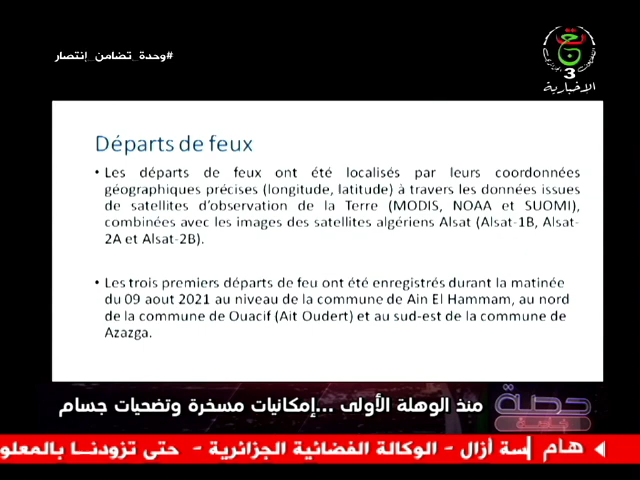 #وحدة_تضامن_إنتصار
3
الإخبارية
Départs de feux
• Les départs de feux ont été localisés par leurs coordonnées
géographiques précises (longitude, latitude) à travers les données issues
de satellites d'observation de la Terre (MODIS, NOAA et SUOMI),
combinées avec les images des satellites algériens Alsat (Alsat-1B, Alsat-
2A et Alsat-2B).
• Les trois premiers départs de feu ont été enregistrés durant la matinée
du 09 aout 2021 au niveau de la commune de Ain El Hammam, au nord
de la commune de Ouacif (Ait Oudert) et au sud-est de la commune de
Azazga.
حصة
خاصة
منذ الوهلة الأولى ...إمكانيات مسخرة وتضحيات جسام
هام
سة أزال - الوكالة الفضائية الجزائرية - حتى تزودنــا بالمعلو